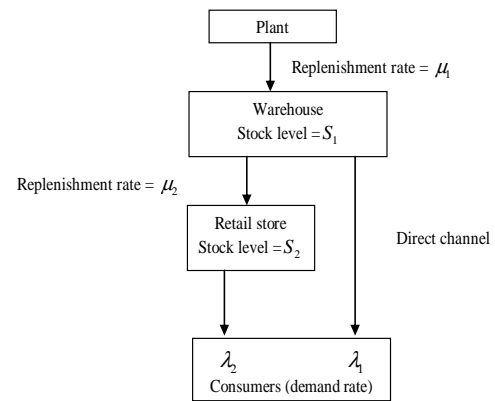 Plant
Replenishment rate = μ₁
Warehouse
Stock level = S₁
Replenishment rate = μ₂
Retail store
Stock level = S₂
Direct channel
λ₂ λ₁
Consumers (demand rate)